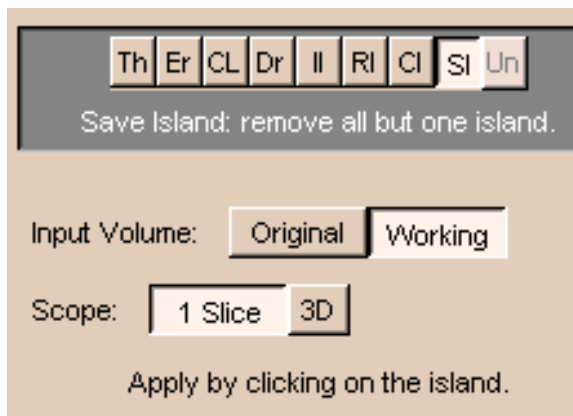 Th Er CL Dr II RI CI SI Un
Save Island: remove all but one island.
Input Volume: Original Working
Scope: 1 Slice 3D
Apply by clicking on the island.